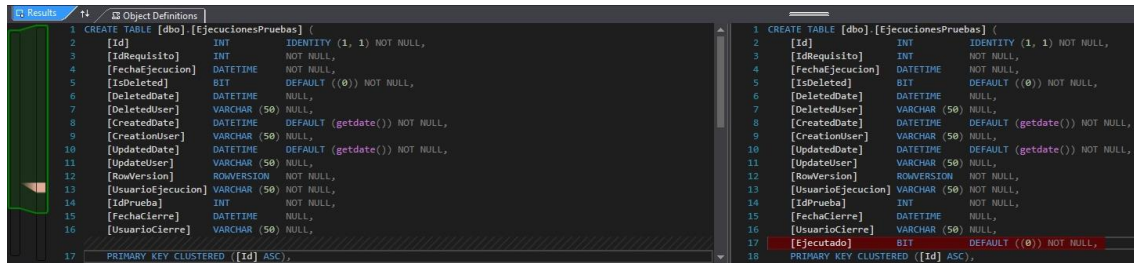 Results
Object Definitions
1 CREATE TABLE [dbo].[EjecucionesPruebas] (
2 [Id] INT IDENTITY (1, 1) NOT NULL,
3 [IdRequisito] INT NOT NULL,
4 [FechaEjecucion] DATETIME NOT NULL,
5 [IsDeleted] BIT DEFAULT ((0)) NOT NULL,
6 [DeletedDate] DATETIME NULL,
7 [DeletedUser] VARCHAR (50) NULL,
8 [CreatedDate] DATETIME DEFAULT (getdate()) NOT NULL,
9 [CreationUser] VARCHAR (50) NULL,
10 [UpdatedDate] DATETIME DEFAULT (getdate()) NOT NULL,
11 [UpdateUser] VARCHAR (50) NULL,
12 [RowVersion] ROWVERSION NOT NULL,
13 [UsuarioEjecucion] VARCHAR (50) NOT NULL,
14 [IdPrueba] INT NOT NULL,
15 [FechaCierre] DATETIME NULL,
16 [UsuarioCierre] VARCHAR (50) NULL,
17 PRIMARY KEY CLUSTERED ([Id] ASC),
1 CREATE TABLE [dbo].[EjecucionesPruebas] (
2 [Id] INT IDENTITY (1, 1) NOT NULL,
3 [IdRequisito] INT NOT NULL,
4 [FechaEjecucion] DATETIME NOT NULL,
5 [IsDeleted] BIT DEFAULT ((0)) NOT NULL,
6 [DeletedDate] DATETIME NULL,
7 [DeletedUser] VARCHAR (50) NULL,
8 [CreatedDate] DATETIME DEFAULT (getdate()) NOT NULL,
9 [CreationUser] VARCHAR (50) NULL,
10 [UpdatedDate] DATETIME DEFAULT (getdate()) NOT NULL,
11 [UpdateUser] VARCHAR (50) NULL,
12 [RowVersion] ROWVERSION NOT NULL,
13 [UsuarioEjecucion] VARCHAR (50) NOT NULL,
14 [IdPrueba] INT NOT NULL,
15 [FechaCierre] DATETIME NULL,
16 [UsuarioCierre] VARCHAR (50) NULL,
17 [Ejecutado] BIT DEFAULT ((0)) NOT NULL,
18 PRIMARY KEY CLUSTERED ([Id] ASC),